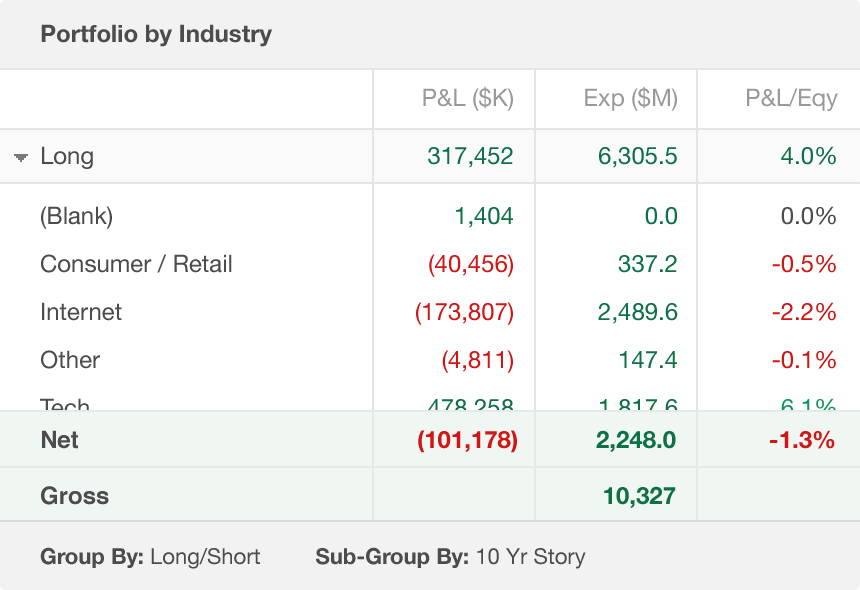 Portfolio by Industry
P&L ($K) Exp ($M) P&L/Eqy
Long 317,452 6,305.5 4.0%
(Blank) 1,404 0.0 0.0%
Consumer / Retail (40,456) 337.2 -0.5%
Internet (173,807) 2,489.6 -2.2%
Other (4,811) 147.4 -0.1%
Tech 478,258 1,817.6 6.1%
Net (101,178) 2,248.0 -1.3%
Gross 10,327
Group By: Long/Short Sub-Group By: 10 Yr Story